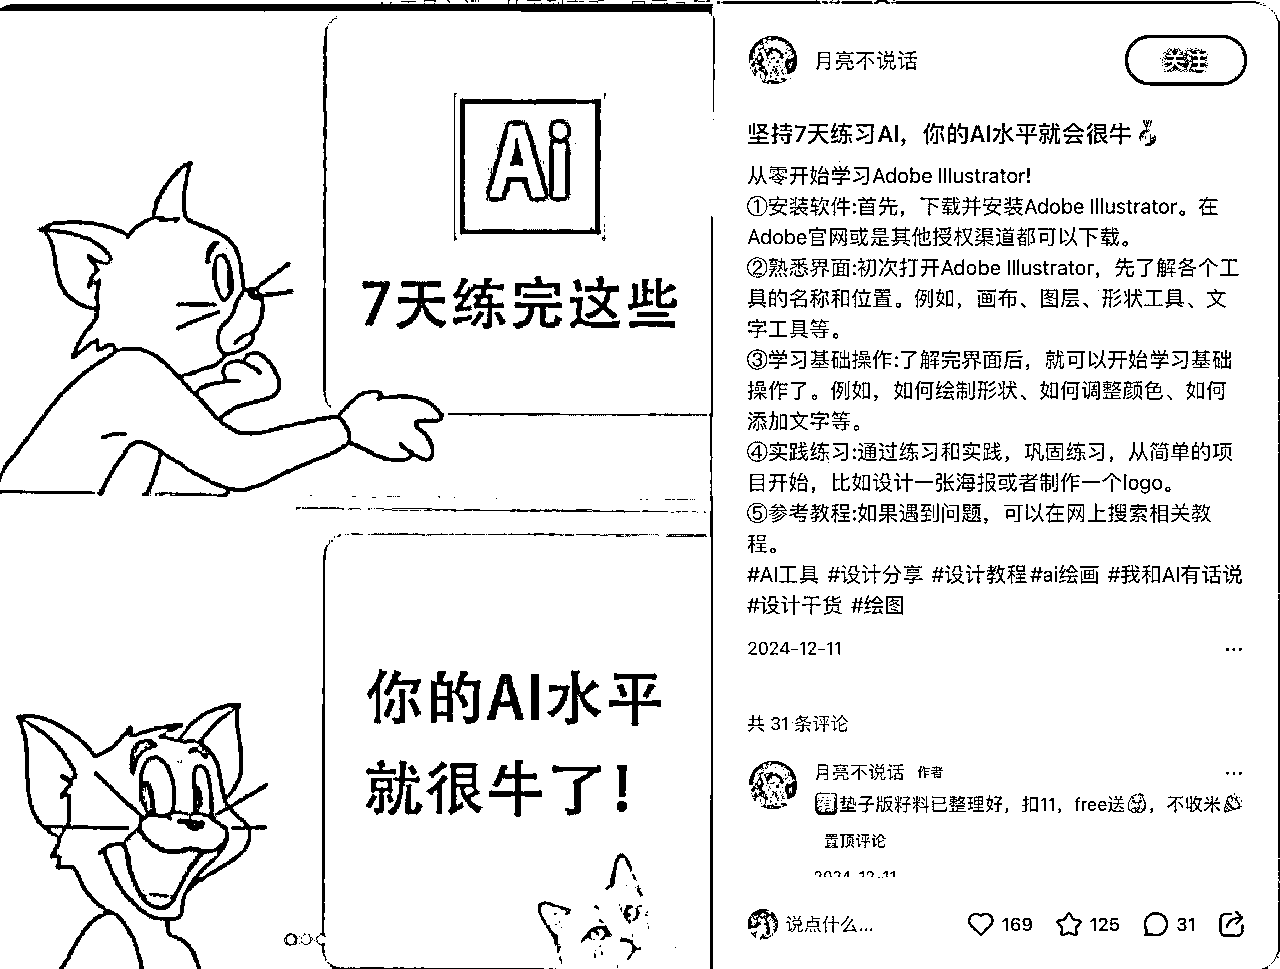 Ai
7天练完这些
你的AI水平
就很牛了!
月亮不说话
关注
坚持7天练习AI，你的AI水平就会很牛
从零开始学习Adobe Illustrator!
①安装软件:首先，下载并安装Adobe Illustrator。在
Adobe官网或是其他授权渠道都可以下载。
②熟悉界面:初次打开Adobe Illustrator，先了解各个工
具的名称和位置。例如，画布、图层、形状工具、文
字工具等。
③学习基础操作:了解完界面后，就可以开始学习基础
操作了。例如，如何绘制形状、如何调整颜色、如何
添加文字等。
④实践练习:通过练习和实践，巩固练习，从简单的项
目开始，比如设计一张海报或者制作一个logo。
⑤参考教程:如果遇到问题，可以在网上搜索相关教
程。
#AI工具 #设计分享 #设计教程#ai绘画 #我和AI有话说
#设计干货 #绘图
2024-12-11
共 31 条评论
月亮不说话 作者
垫子版籽料已整理好，扣11，free送，不收米
置顶评论
2024-12-11
说点什么...
169
125
31